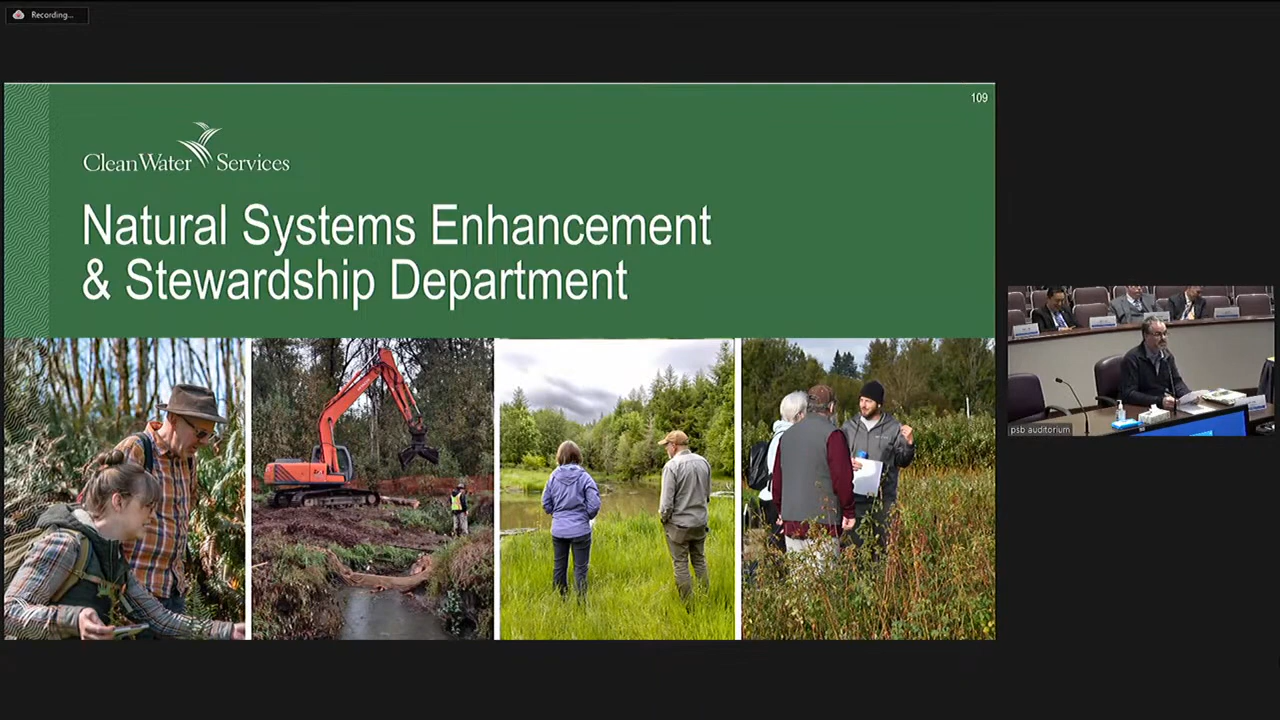 Recording...
109
CleanWater Services
Natural Systems Enhancement
& Stewardship Department
psb auditorium